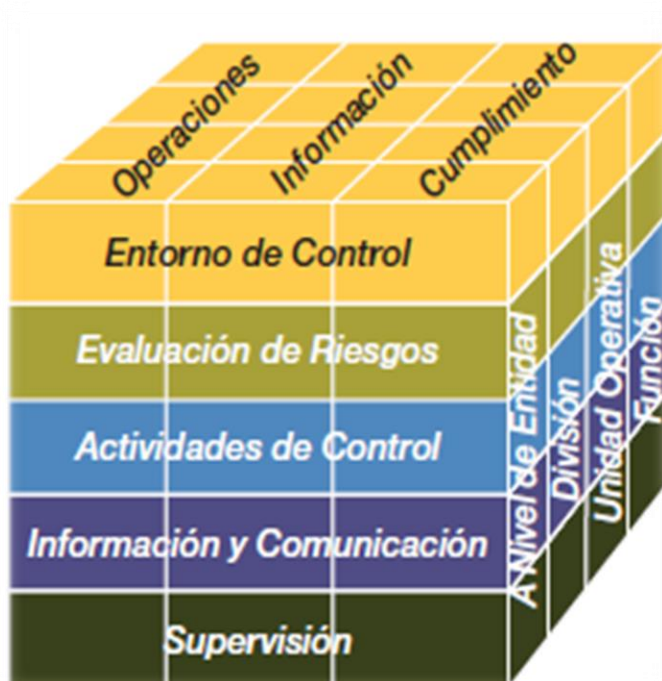 Operaciones
Información
Cumplimiento
Entorno de Control
Evaluación de Riesgos
Actividades de Control
Información y Comunicación
Supervisión
A Nivel de Entidad
División
Unidad Operativa
Función